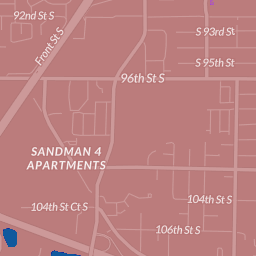 92nd St S
Front St S
S 93rd St
S 95th St
96th St S
SANDMAN 4
APARTMENTS
104th St Ct S
104th St S
106th St S